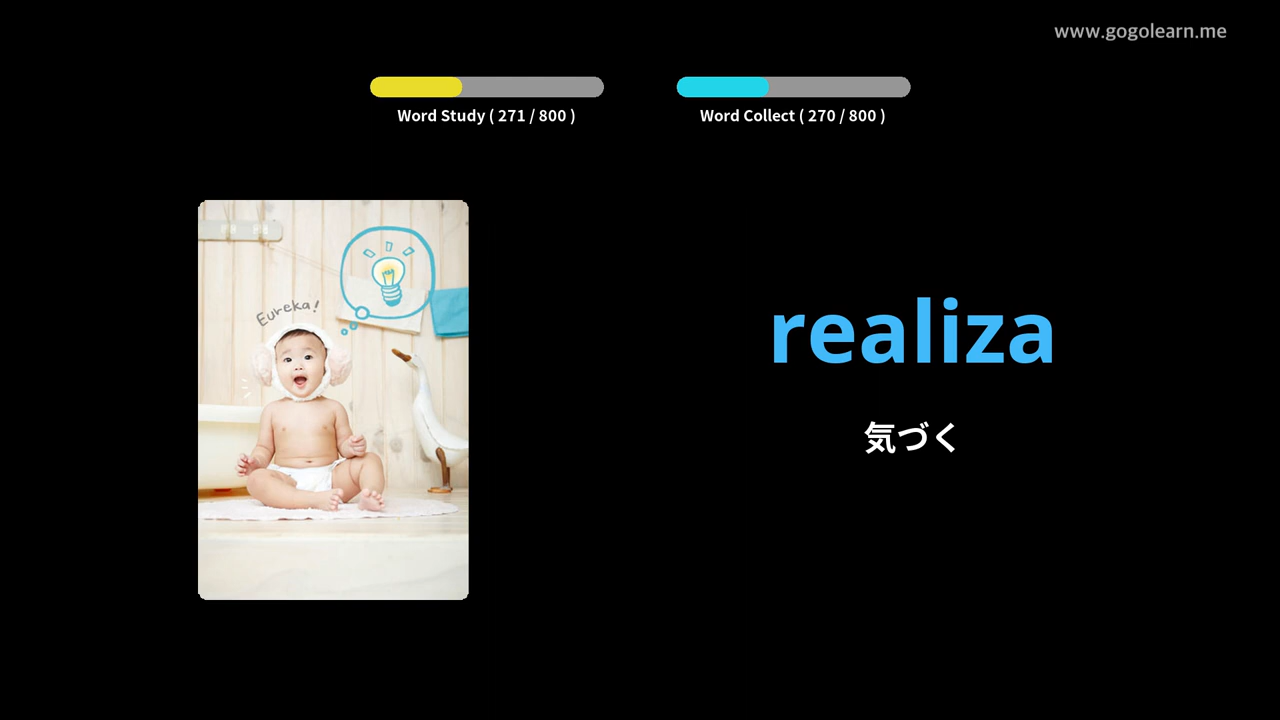 www.gogolearn.me
Word Study ( 271 / 800 )
Word Collect ( 270 / 800 )
Eureka!
realiza
気づく